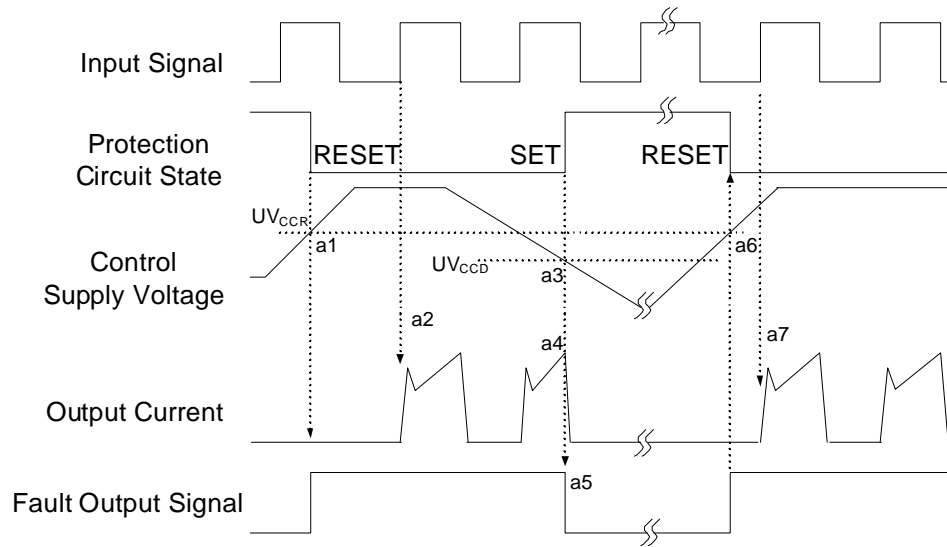 Input Signal
Protection
Circuit State
RESET
SET
RESET
UVCCR
a1
a6
Control
Supply Voltage
UVCCD
a3
a2
a4
a7
Output Current
a5
Fault Output Signal